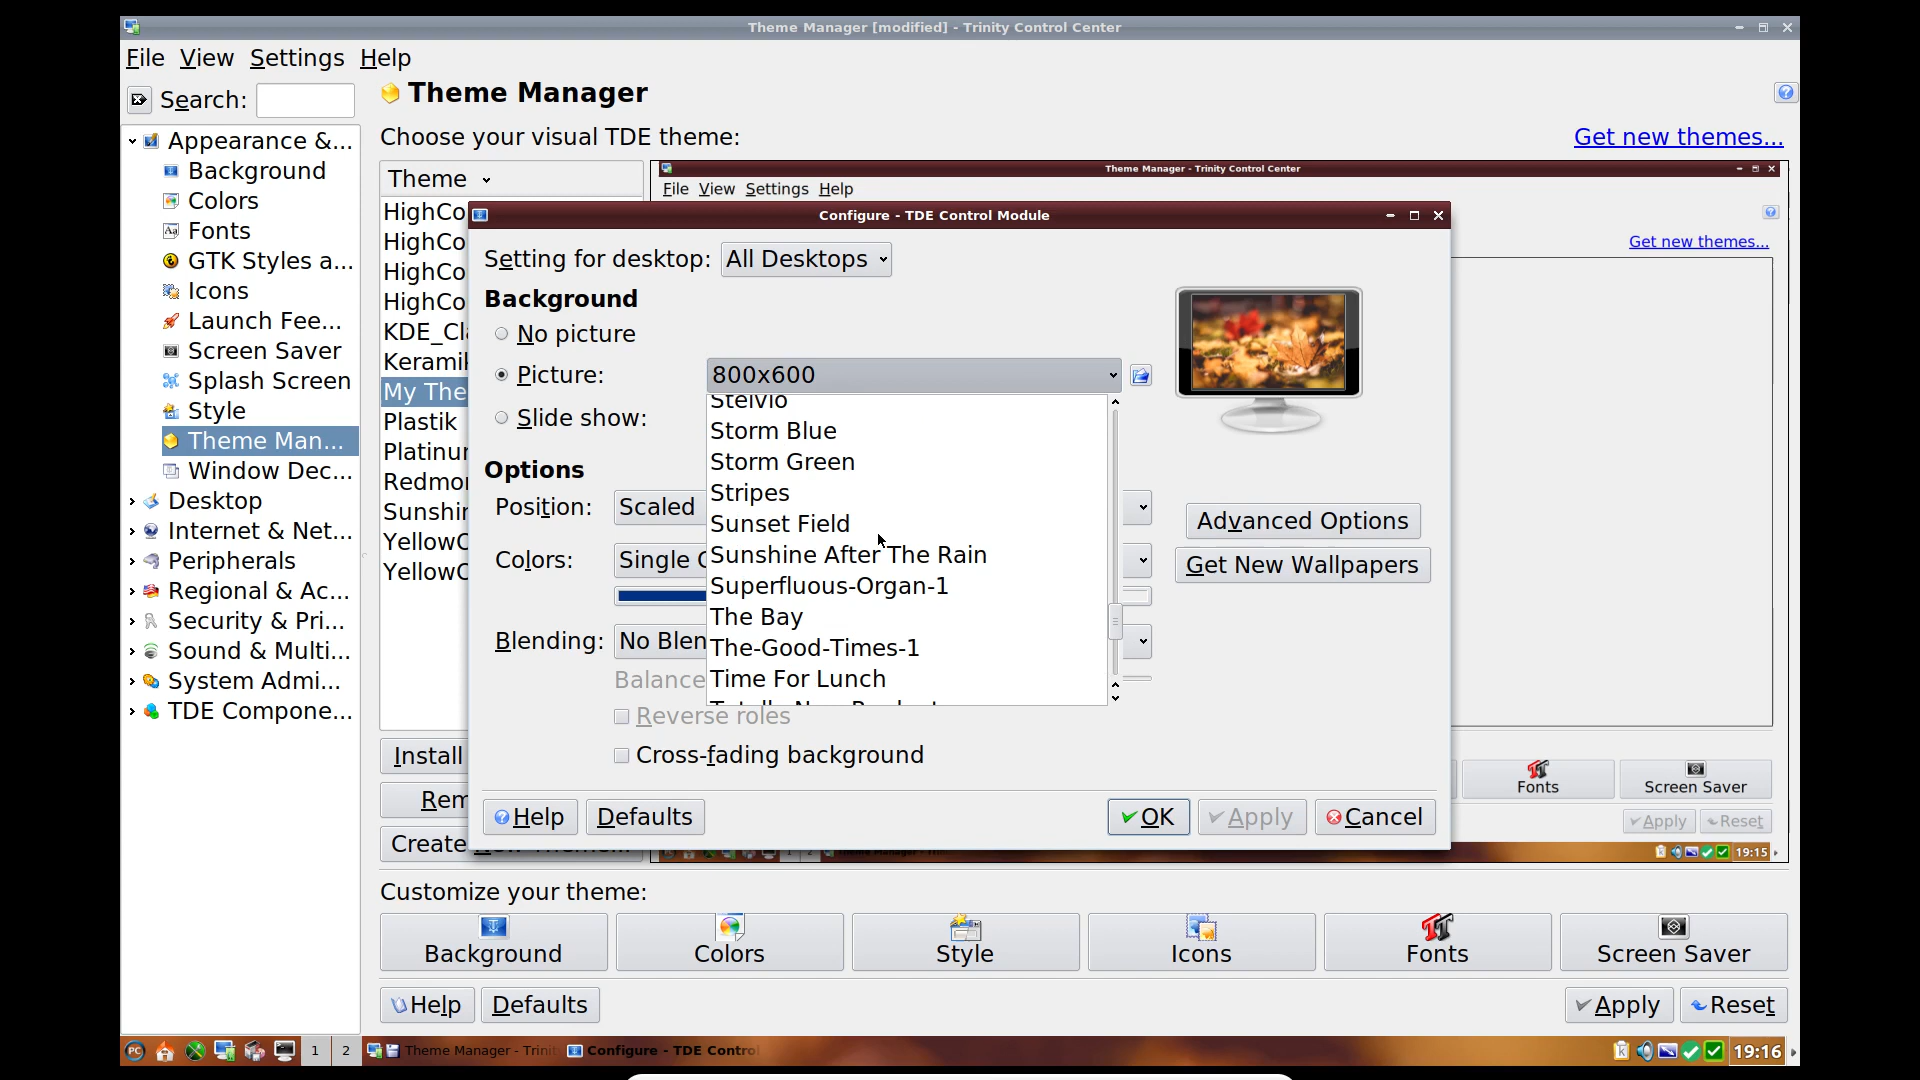 Theme Manager [modified] - Trinity Control Center
File View Settings Help
Search:
Theme Manager
Choose your visual TDE theme:
Get new themes...
Appearance &...
Background
Colors
Fonts
GTK Styles a...
Icons
Launch Fee...
Screen Saver
Splash Screen
Style
Theme Man...
Window Dec...
Desktop
Internet & Net...
Peripherals
Regional & Ac...
Security & Pri...
Sound & Multi...
System Admi...
TDE Compone...
Theme
HighCo
HighCo
HighCo
HighCo
KDE_Cl
Keramik
My The
Plastik
Platinu
Redmo
Sunshi
YellowC
YellowC
Install
Rem
Create
Theme Manager - Trinity Control Center
File View Settings Help
Get new themes...
Fonts
Screen Saver
Apply
Reset
19:15
Configure - TDE Control Module
Setting for desktop: All Desktops
Background
No picture
Picture: 800x600
Slide show:
Stelvio
Storm Blue
Storm Green
Stripes
Sunset Field
Sunshine After The Rain
Superfluous-Organ-1
The Bay
The-Good-Times-1
Time For Lunch
Options
Position: Scaled
Colors: Single C
Blending: No Blen
Balance
Reverse roles
Cross-fading background
Advanced Options
Get New Wallpapers
Help
Defaults
OK
Apply
Cancel
Customize your theme:
Background
Colors
Style
Icons
Fonts
Screen Saver
Help
Defaults
Apply
Reset
PC
1
2
Theme Manager - Trini
Configure - TDE Contro
19:16